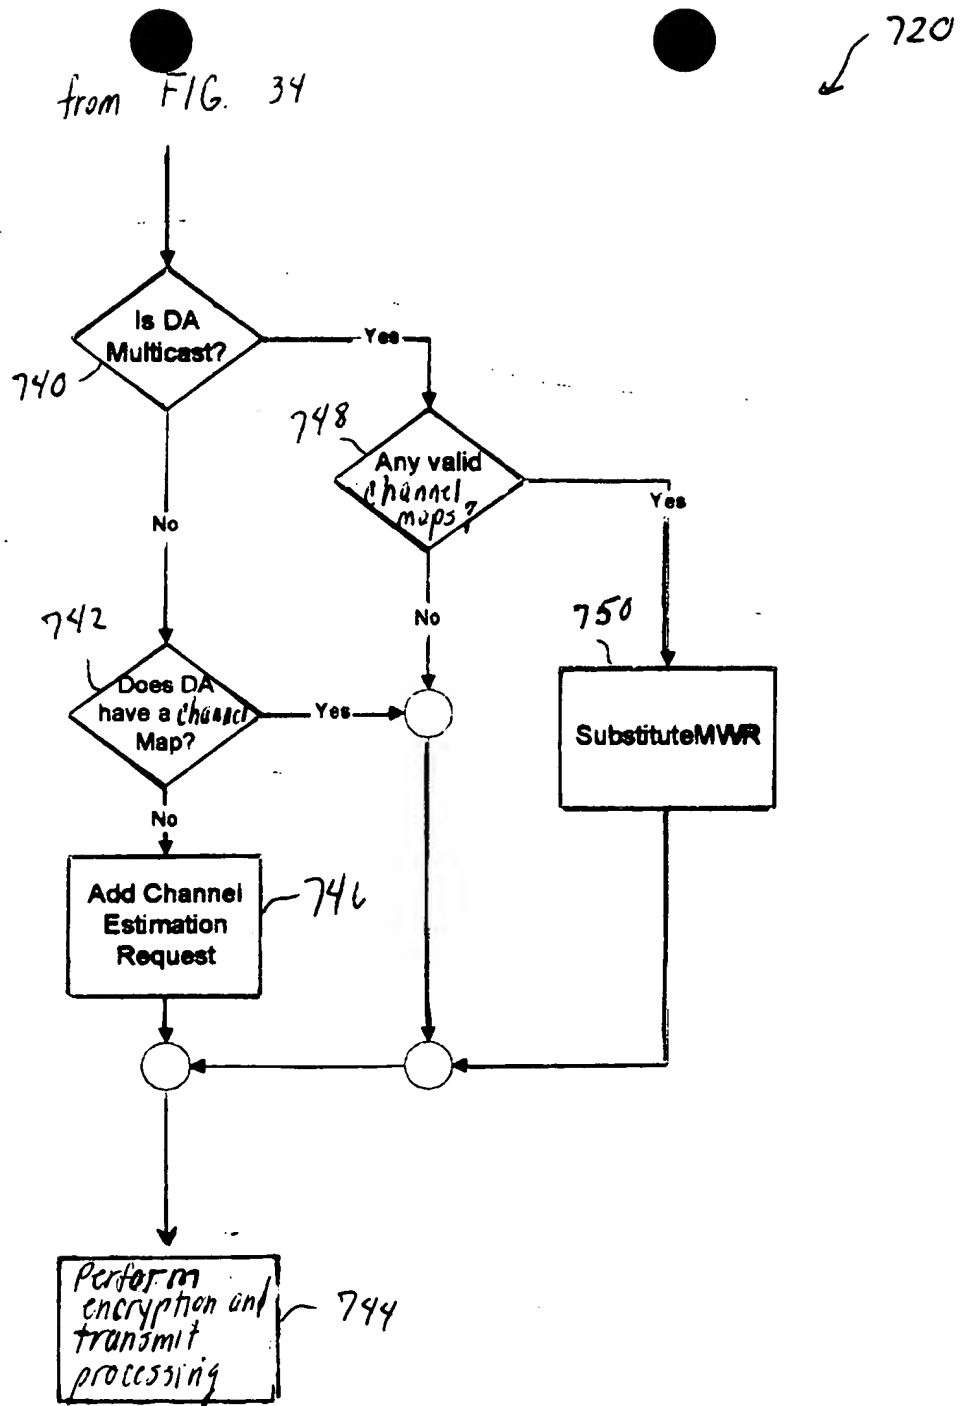 720
from FIG. 34
Is DA
Multicast?
740
Yes
748
Any valid
channel
maps?
Yes
No
No
742
750
Does DA
have a channel
Map?
Yes
SubstituteMWR
No
Add Channel
Estimation
Request
746
Perform
encryption and
transmit
processing
744